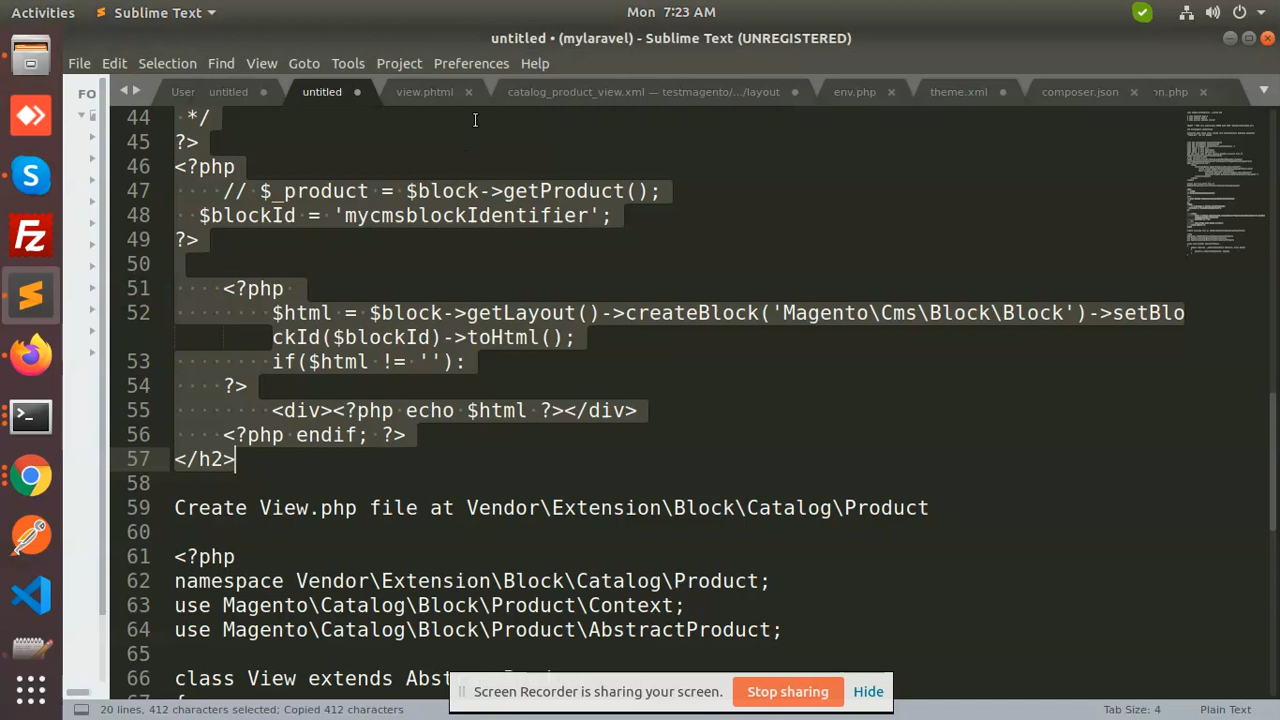 Activities
Sublime Text
Mon 7:23 AM
untitled • (mylaravel) - Sublime Text (UNREGISTERED)
File Edit Selection Find View Goto Tools Project Preferences Help
FO
User untitled
untitled
view.phtml
catalog_product_view.xml — testmagento/.../layout
env.php
theme.xml
composer.json
44 */
45 ?>
46 <?php
47 // $_product = $block->getProduct();
48 $blockId = 'mycmsblockIdentifier';
49 ?>
50
51 <?php
52 $html = $block->getLayout()->createBlock('Magento\Cms\Block\Block')->setBlo
ckId($blockId)->toHtml();
53 if($html != ''):
54 ?>
55 <div><?php echo $html ?></div>
56 <?php endif; ?>
57 </h2>
58
59 Create View.php file at Vendor\Extension\Block\Catalog\Product
60
61 <?php
62 namespace Vendor\Extension\Block\Catalog\Product;
63 use Magento\Catalog\Block\Product\Context;
64 use Magento\Catalog\Block\Product\AbstractProduct;
65
66 class View extends
Screen Recorder is sharing your screen.
Stop sharing
Hide
20 lines, 412 characters selected; Copied 412 characters
Tab Size: 4
Plain Text